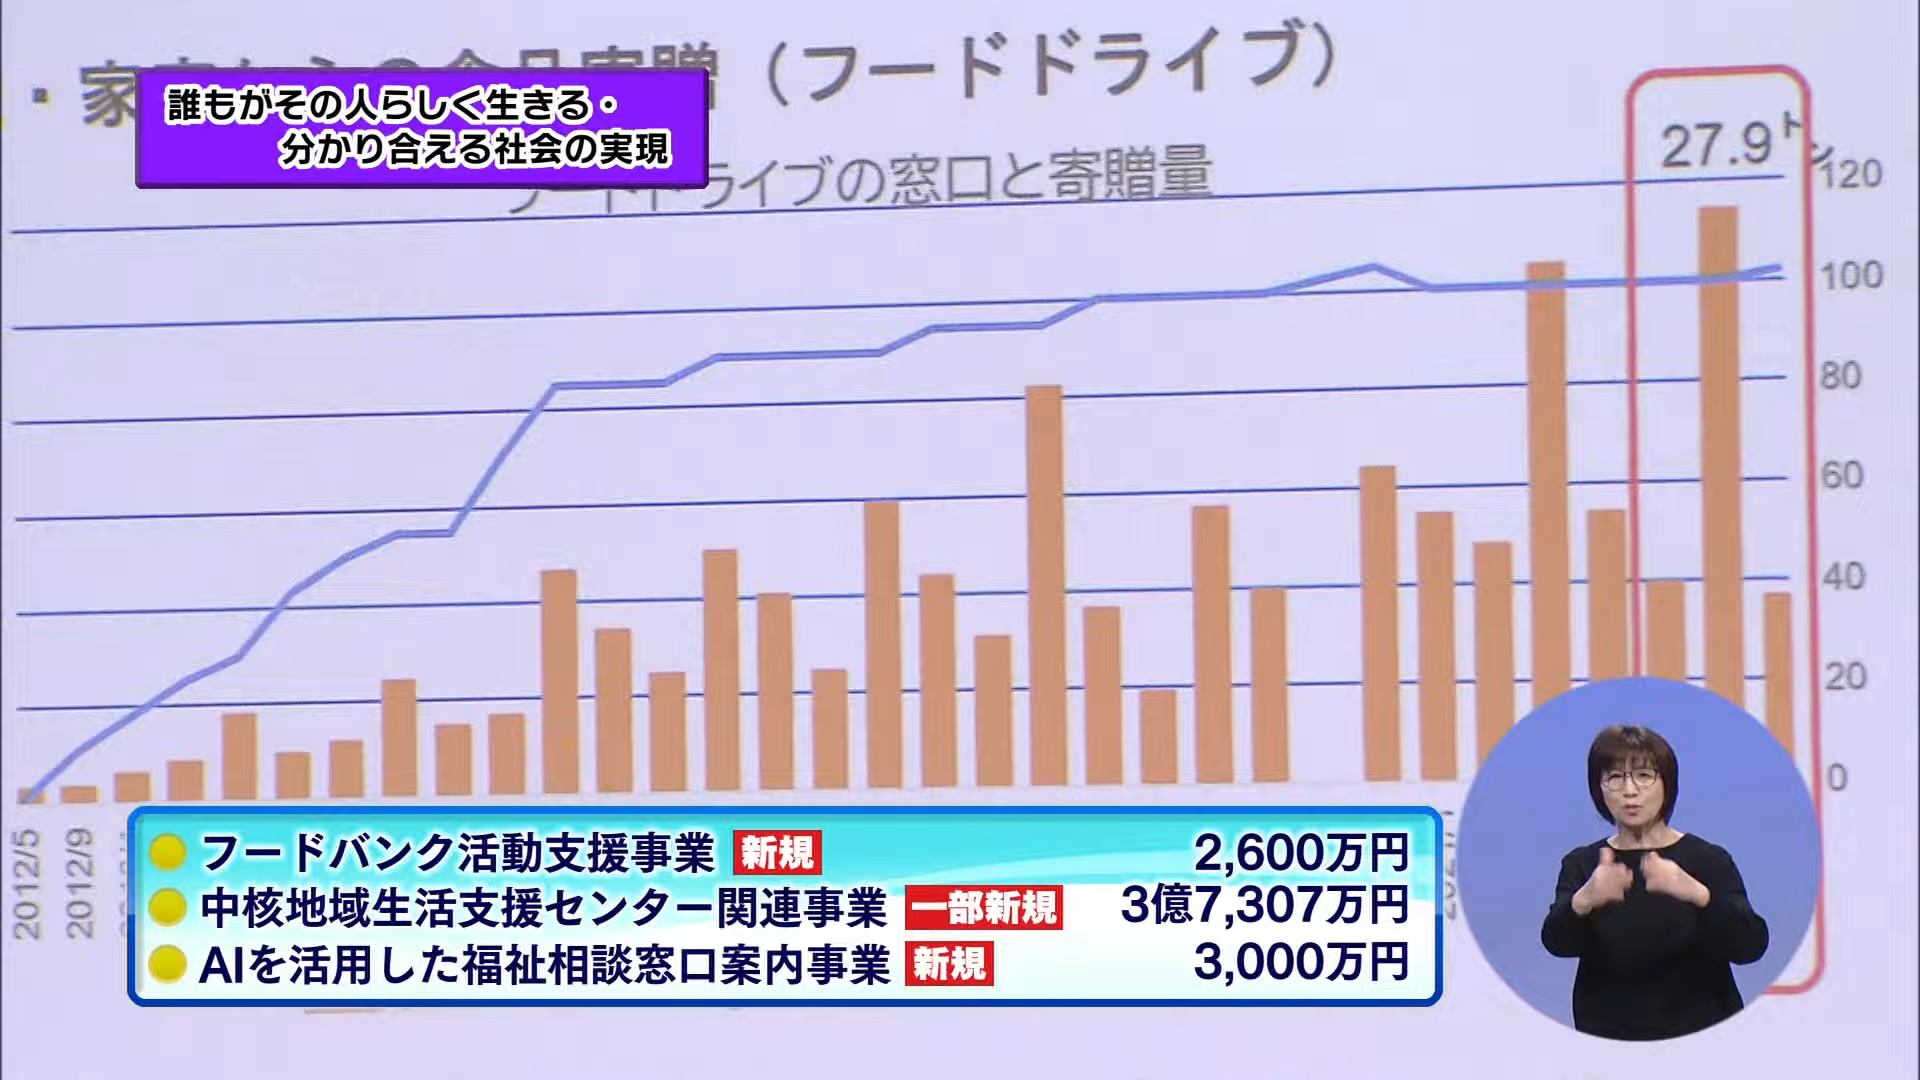 （フードドライブ）
誰もがその人らしく生きる・
分かり合える社会の実現
ドライブの窓口と寄贈量
27.9トン
120
100
80
60
40
20
0
2012/5
2012/9
フードバンク活動支援事業 新規 2,600万円
中核地域生活支援センター関連事業 一部新規 3億7,307万円
AIを活用した福祉相談窓口案内事業 新規 3,000万円